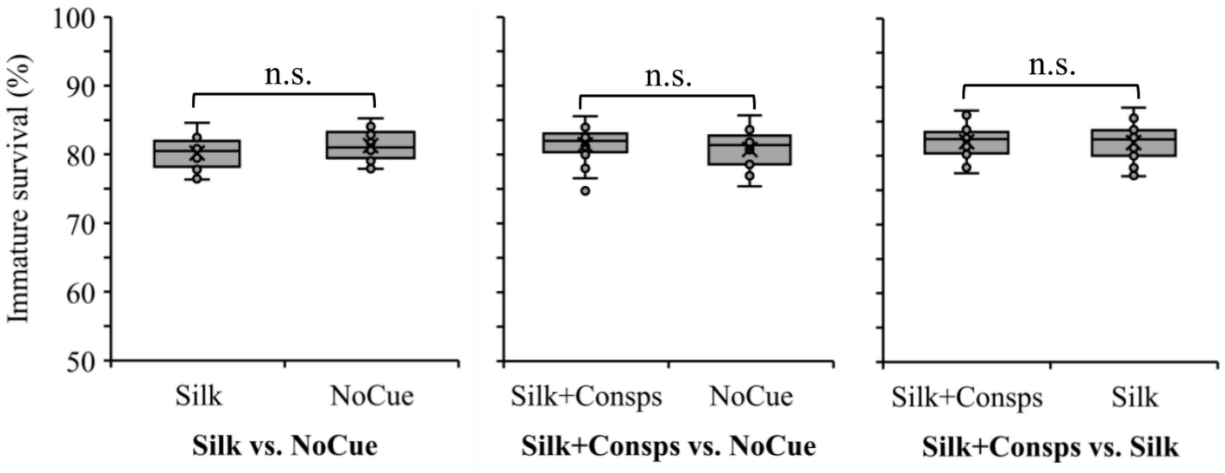 Immature survival (%)
100
90
80
70
60
50
n.s.
Silk
NoCue
Silk vs. NoCue
n.s.
Silk+Consps
NoCue
Silk+Consps vs. NoCue
n.s.
Silk+Consps
Silk
Silk+Consps vs. Silk